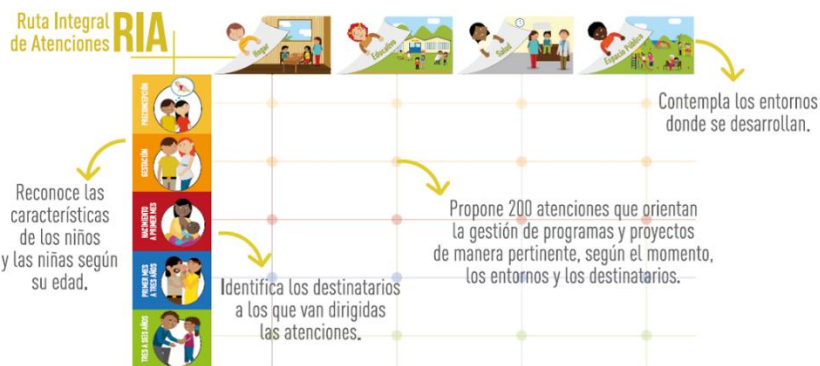 Ruta Integral
de Atenciones RIA
Hogar
Educativo
Salud
Espacio Público
Contempla los entornos
donde se desarrollan.
PRECONCEPCIÓN
GESTACIÓN
NACIMIENTO
A PRIMER MES
PRIMER MES
A TRES AÑOS
TRES A SEIS AÑOS
Reconoce las
características
de los niños
y las niñas según
su edad.
Identifica los destinatarios
a los que van dirigidas
las atenciones.
Propone 200 atenciones que orientan
la gestión de programas y proyectos
de manera pertinente, según el momento,
los entornos y los destinatarios.